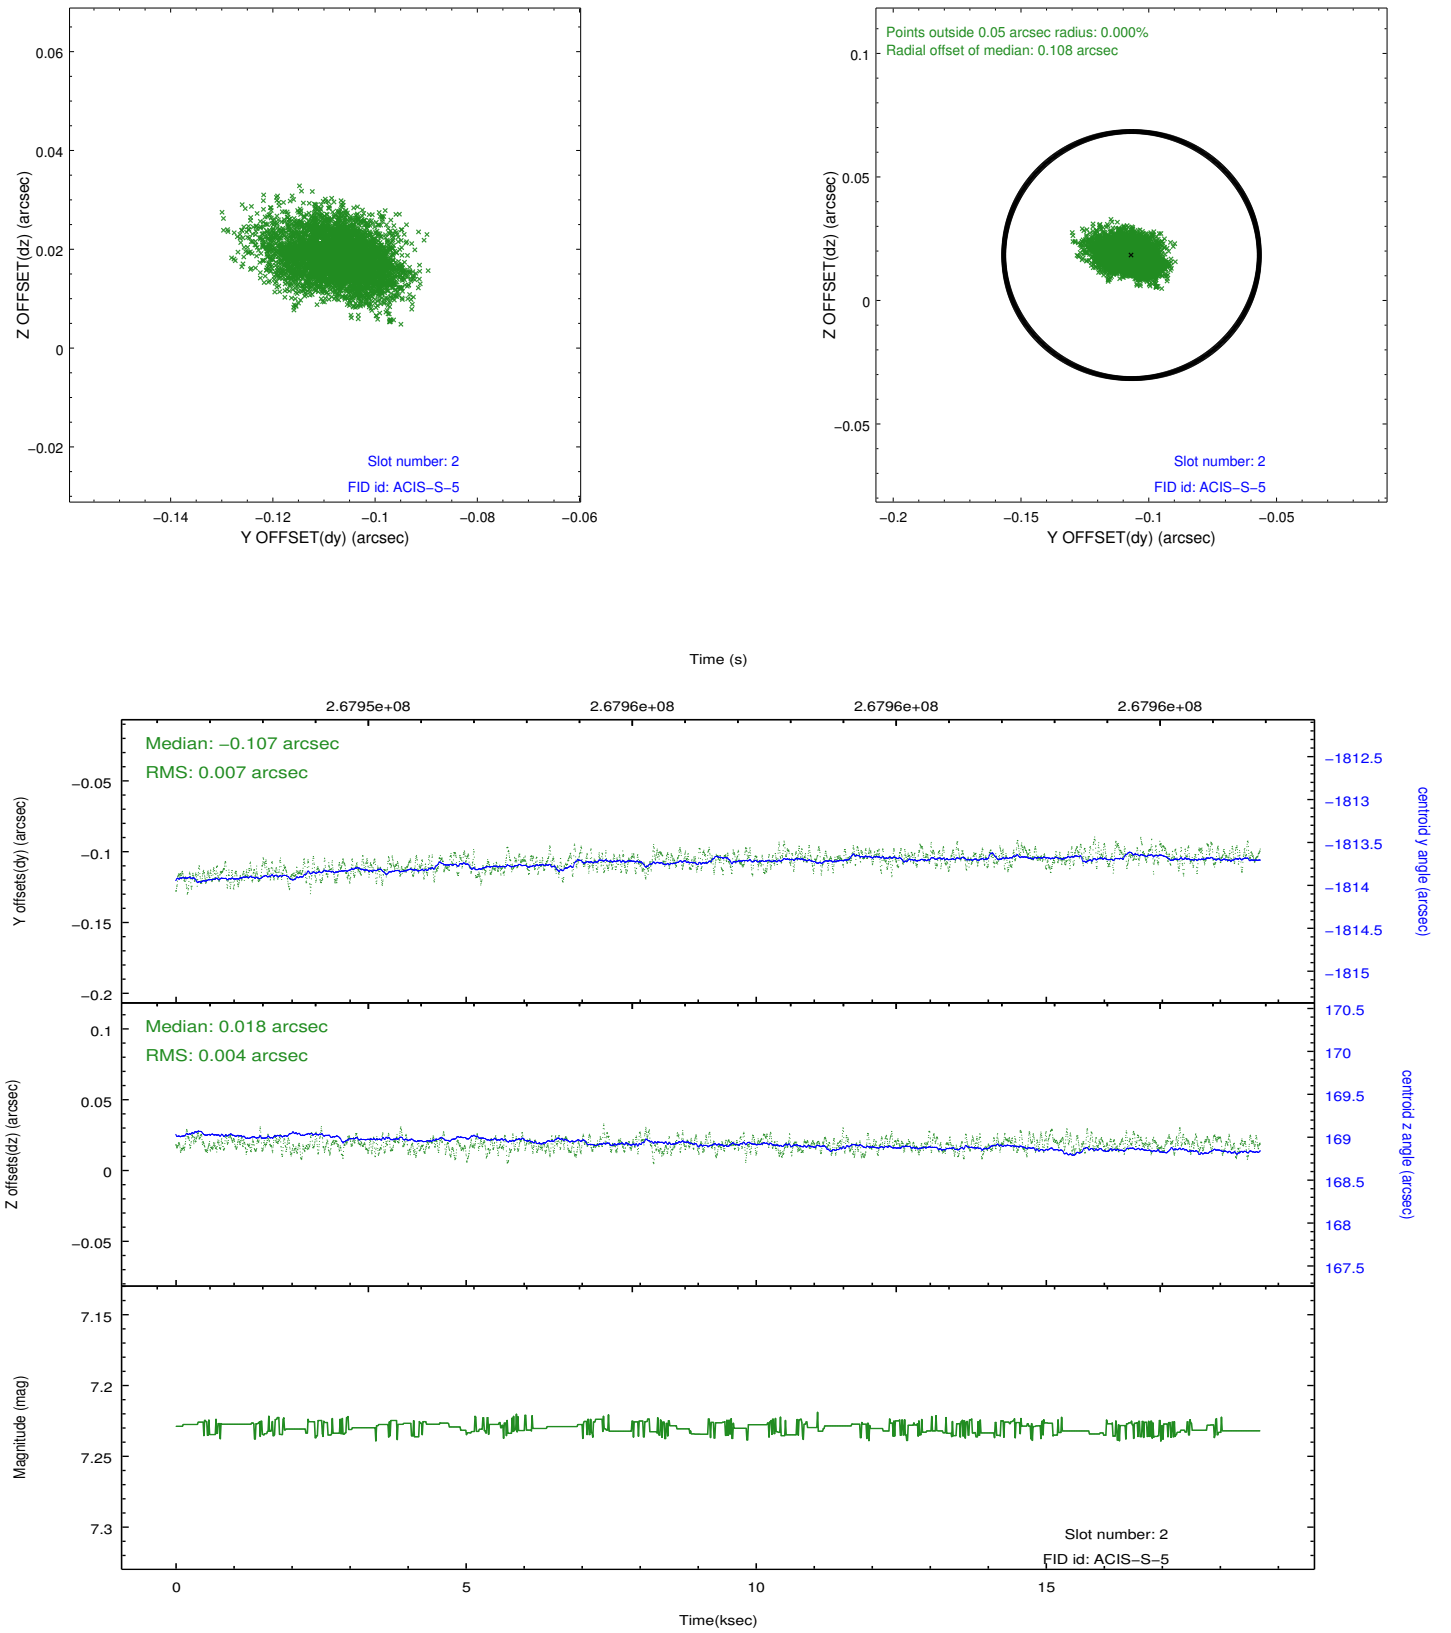 0.06
0.04
0.02
0
−0.02
Z OFFSET(dz) (arcsec)
Slot number: 2
FID id: ACIS−S−5
−0.14 −0.12 −0.1 −0.08 −0.06
Y OFFSET(dy) (arcsec)
Points outside 0.05 arcsec radius: 0.000%
Radial offset of median: 0.108 arcsec
0.1
0.05
0
−0.05
Z OFFSET(dz) (arcsec)
Slot number: 2
FID id: ACIS−S−5
−0.2 −0.15 −0.1 −0.05
Y OFFSET(dy) (arcsec)
Time (s)
2.6795e+08 2.6796e+08 2.6796e+08 2.6796e+08
Median: −0.107 arcsec
RMS: 0.007 arcsec
−0.05
−0.1
−0.15
−0.2
Y offsets(dy) (arcsec)
−1812.5
−1813
−1813.5
−1814
−1814.5
−1815
centroid y angle (arcsec)
Median: 0.018 arcsec
RMS: 0.004 arcsec
0.1
0.05
0
−0.05
Z offsets(dz) (arcsec)
170.5
170
169.5
169
168.5
168
167.5
centroid z angle (arcsec)
7.15
7.2
7.25
7.3
Magnitude (mag)
Slot number: 2
FID id: ACIS−S−5
0 5 10 15
Time(ksec)